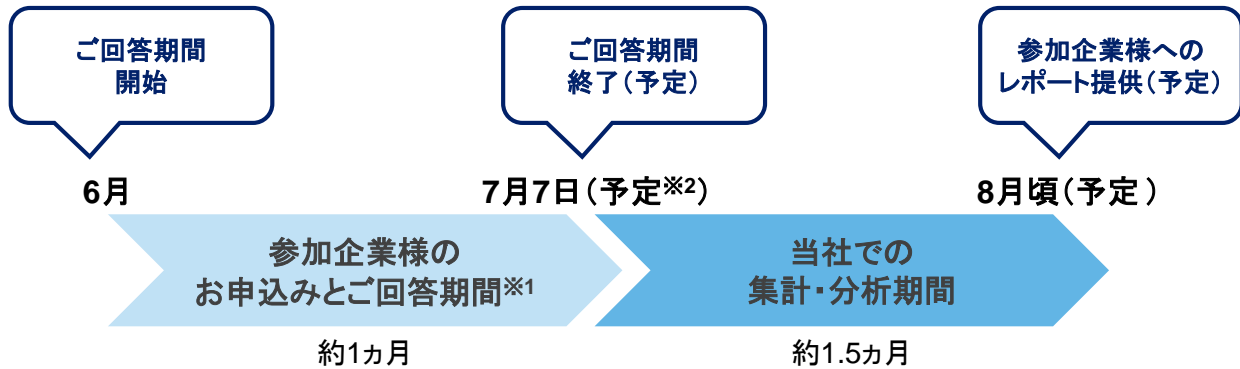 ご回答期間
開始
ご回答期間
終了(予定)
参加企業様への
レポート提供(予定)
6月
7月7日(予定※2)
8月頃(予定)
参加企業様の
お申込みとご回答期間※1
当社での
集計・分析期間
約1ヵ月
約1.5ヵ月